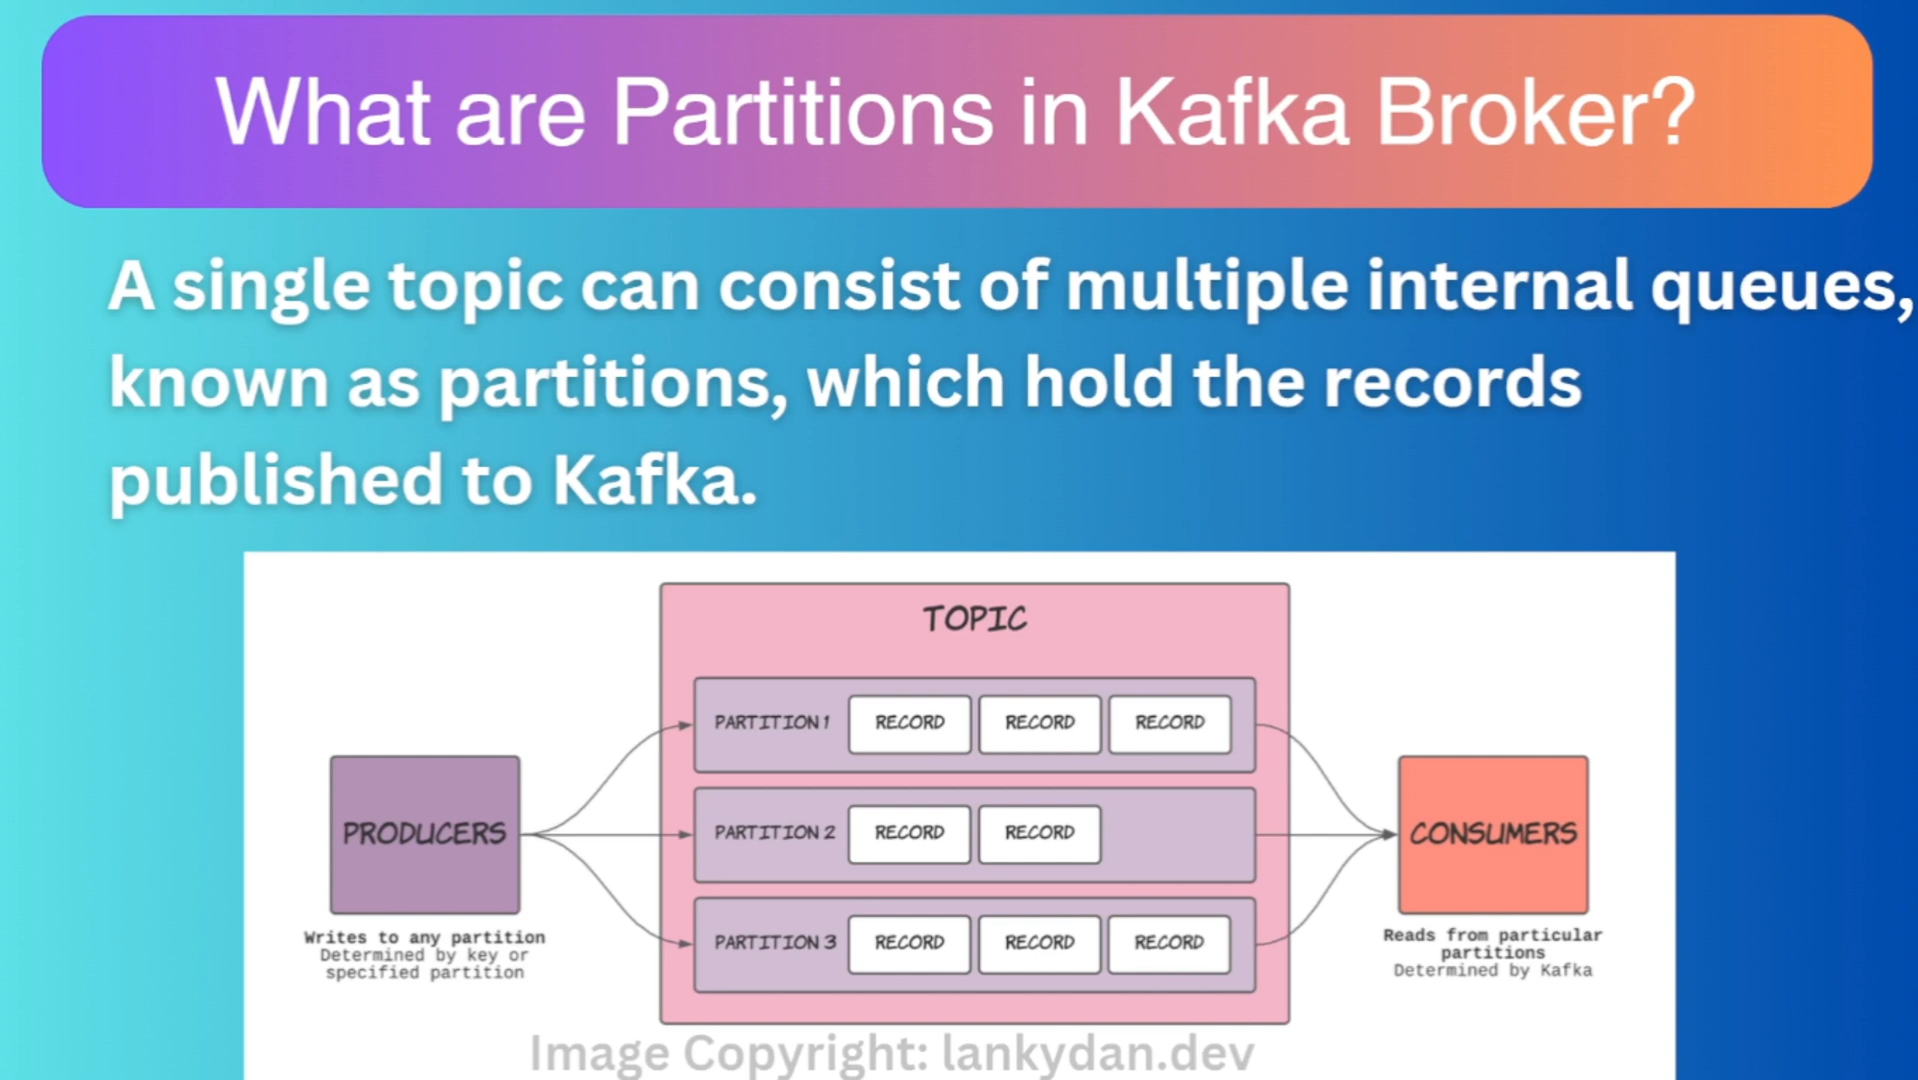 What are Partitions in Kafka Broker?
A single topic can consist of multiple internal queues,
known as partitions, which hold the records
published to Kafka.
TOPIC
PARTITION 1 RECORD RECORD RECORD
PARTITION 2 RECORD RECORD
PARTITION 3 RECORD RECORD RECORD
PRODUCERS
Writes to any partition
Determined by key or
specified partition
CONSUMERS
Reads from particular
partitions
Determined by Kafka
Image Copyright: lankydan.dev